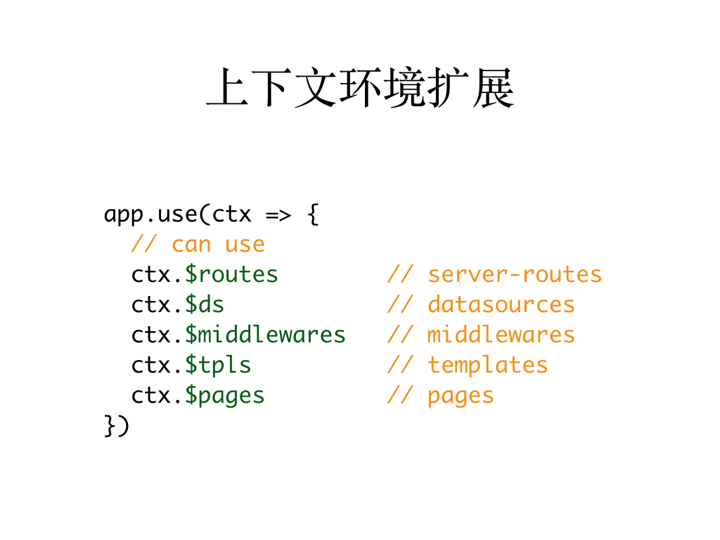 上下文环境扩展
app.use(ctx => {
  // can use
  ctx.$routes        // server-routes
  ctx.$ds            // datasources
  ctx.$middlewares   // middlewares
  ctx.$tpls          // templates
  ctx.$pages         // pages
})